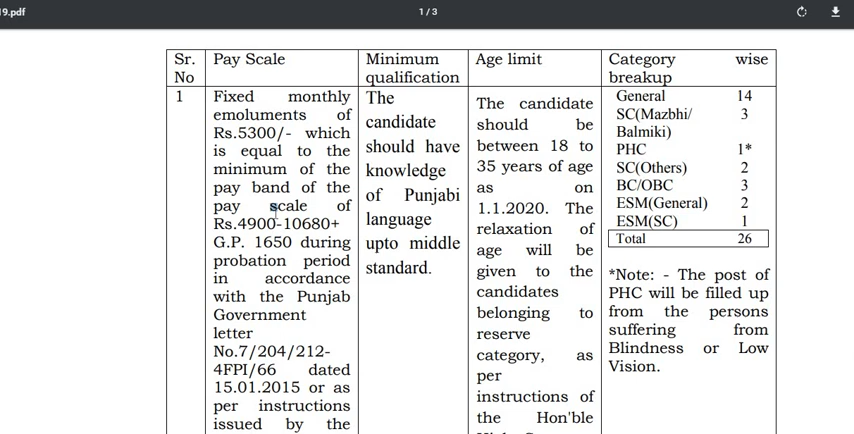 19.pdf
1 / 3
Sr. No
Pay Scale
Minimum qualification
Age limit
Category wise breakup
1
Fixed monthly
emoluments of
Rs.5300/- which
is equal to the
minimum of the
pay band of the
pay scale of
Rs.4900-10680+
G.P. 1650 during
probation period
in accordance
with the Punjab
Government
letter
No.7/204/212-
4FPI/66 dated
15.01.2015 or as
per instructions
issued by the
The
candidate
should have
knowledge
of Punjabi
language
upto middle
standard.
The candidate
should be
between 18 to
35 years of age
as on
1.1.2020. The
relaxation of
age will be
given to the
candidates
belonging to
reserve
category, as
per
instructions of
the Hon'ble
General 14
SC(Mazbhi/ 3
Balmiki)
PHC 1*
SC(Others) 2
BC/OBC 3
ESM(General) 2
ESM(SC) 1
Total 26
*Note: - The post of
PHC will be filled up
from the persons
suffering from
Blindness or Low
Vision.